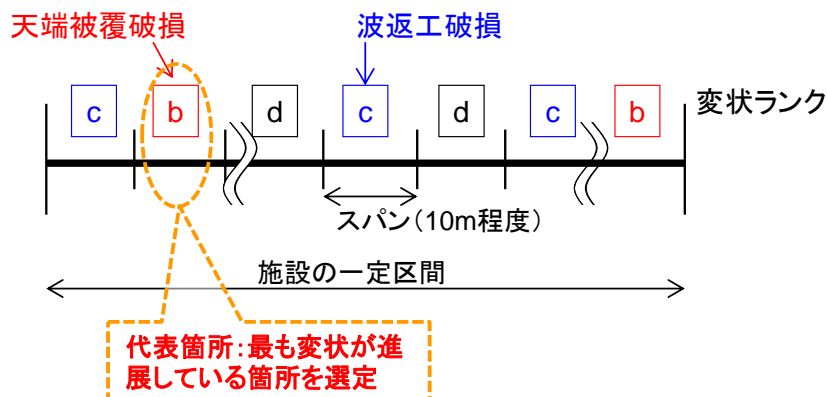 天端被覆破損
波返工破損
c b d c d c b 変状ランク
スパン(10m程度)
施設の一定区間
代表箇所:最も変状が進
展している箇所を選定